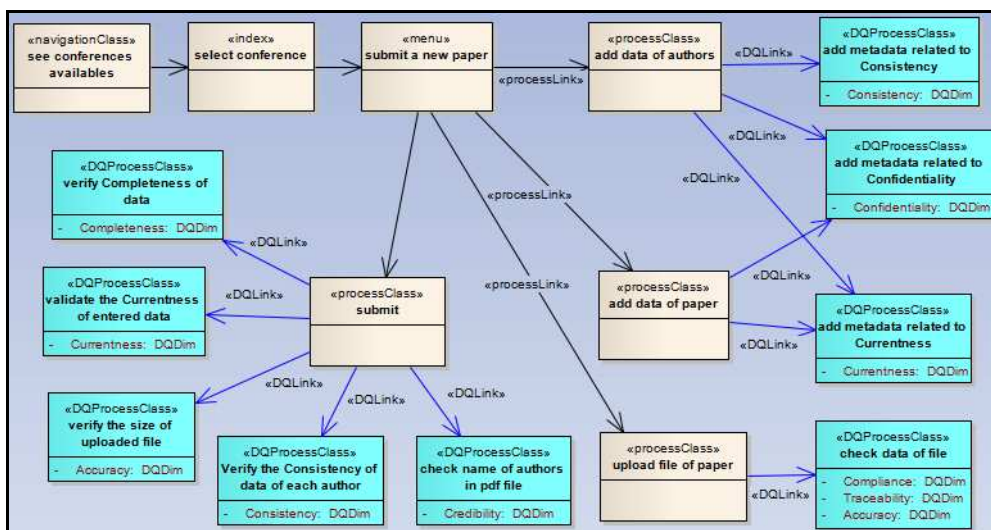 «navigationClass»
see conferences
availables
«index»
select conference
«menu»
submit a new paper
«processLink»
«processClass»
add data of authors
«DQLink»
«DQProcessClass»
add metadata related to
Consistency
- Consistency: DQDim
«DQLink»
«DQProcessClass»
add metadata related to
Confidentiality
- Confidentiality: DQDim
«DQLink»
«DQProcessClass»
verify Completeness of
data
- Completeness: DQDim
«DQLink»
«processLink»
«processLink»
«DQProcessClass»
validate the Currentness
of entered data
- Currentness: DQDim
«DQLink»
«processClass»
submit
«processClass»
add data of paper
«DQLink»
«DQLink»
«DQProcessClass»
add metadata related to
Currentness
- Currentness: DQDim
«DQProcessClass»
verify the size of
uploaded file
- Accuracy: DQDim
«DQLink»
«DQLink»
«DQLink»
«DQProcessClass»
Verify the Consistency of
data of each author
- Consistency: DQDim
«DQProcessClass»
check name of authors
in pdf file
- Credibility: DQDim
«processClass»
upload file of paper
«DQLink»
«DQProcessClass»
check data of file
- Compliance: DQDim
- Traceability: DQDim
- Accuracy: DQDim